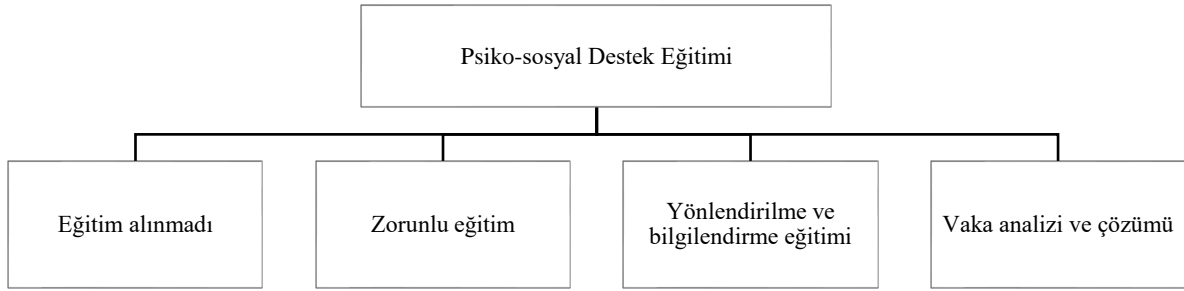 Psiko-sosyal Destek Eğitimi
Eğitim alınmadı
Zorunlu eğitim
Yönlendirilme ve
bilgilendirme eğitimi
Vaka analizi ve çözümü